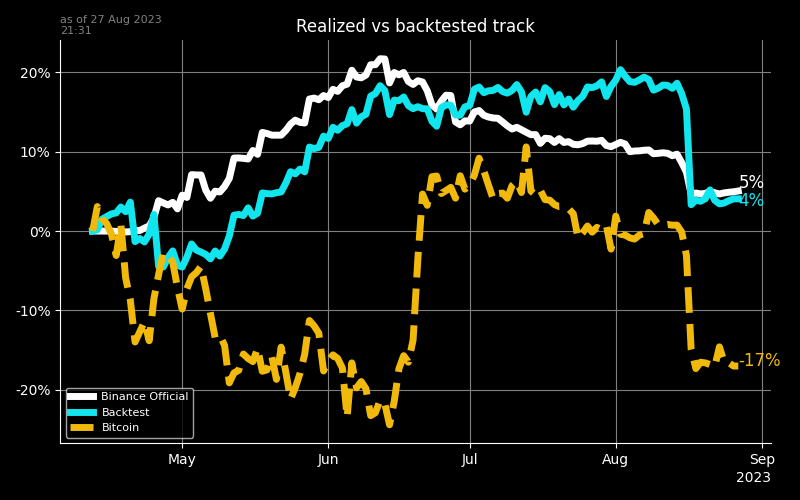 as of 27 Aug 2023
21:31
Realized vs backtested track
20%
10%
0%
-10%
-20%
5%
4%
-17%
Binance Official
Backtest
Bitcoin
May
Jun
Jul
Aug
Sep
2023